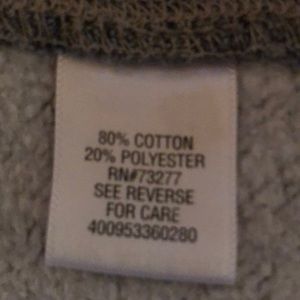 80% COTTON
20% POLYESTER
RN#73277
SEE REVERSE
FOR CARE
400953360280